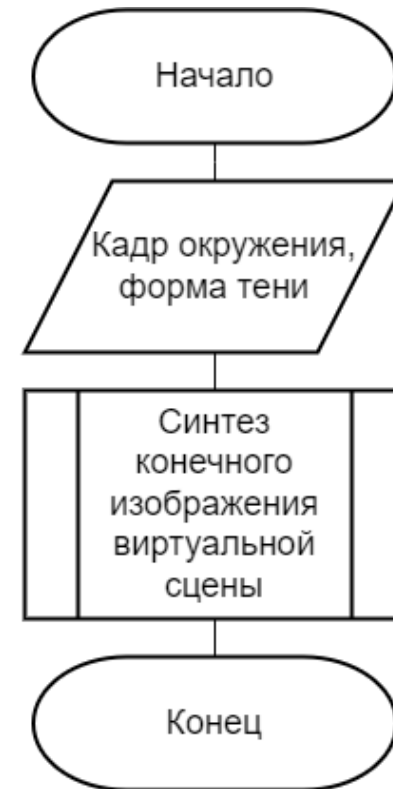 Начало
Кадр окружения,
форма тени
Синтез
конечного
изображения
виртуальной
сцены
Конец